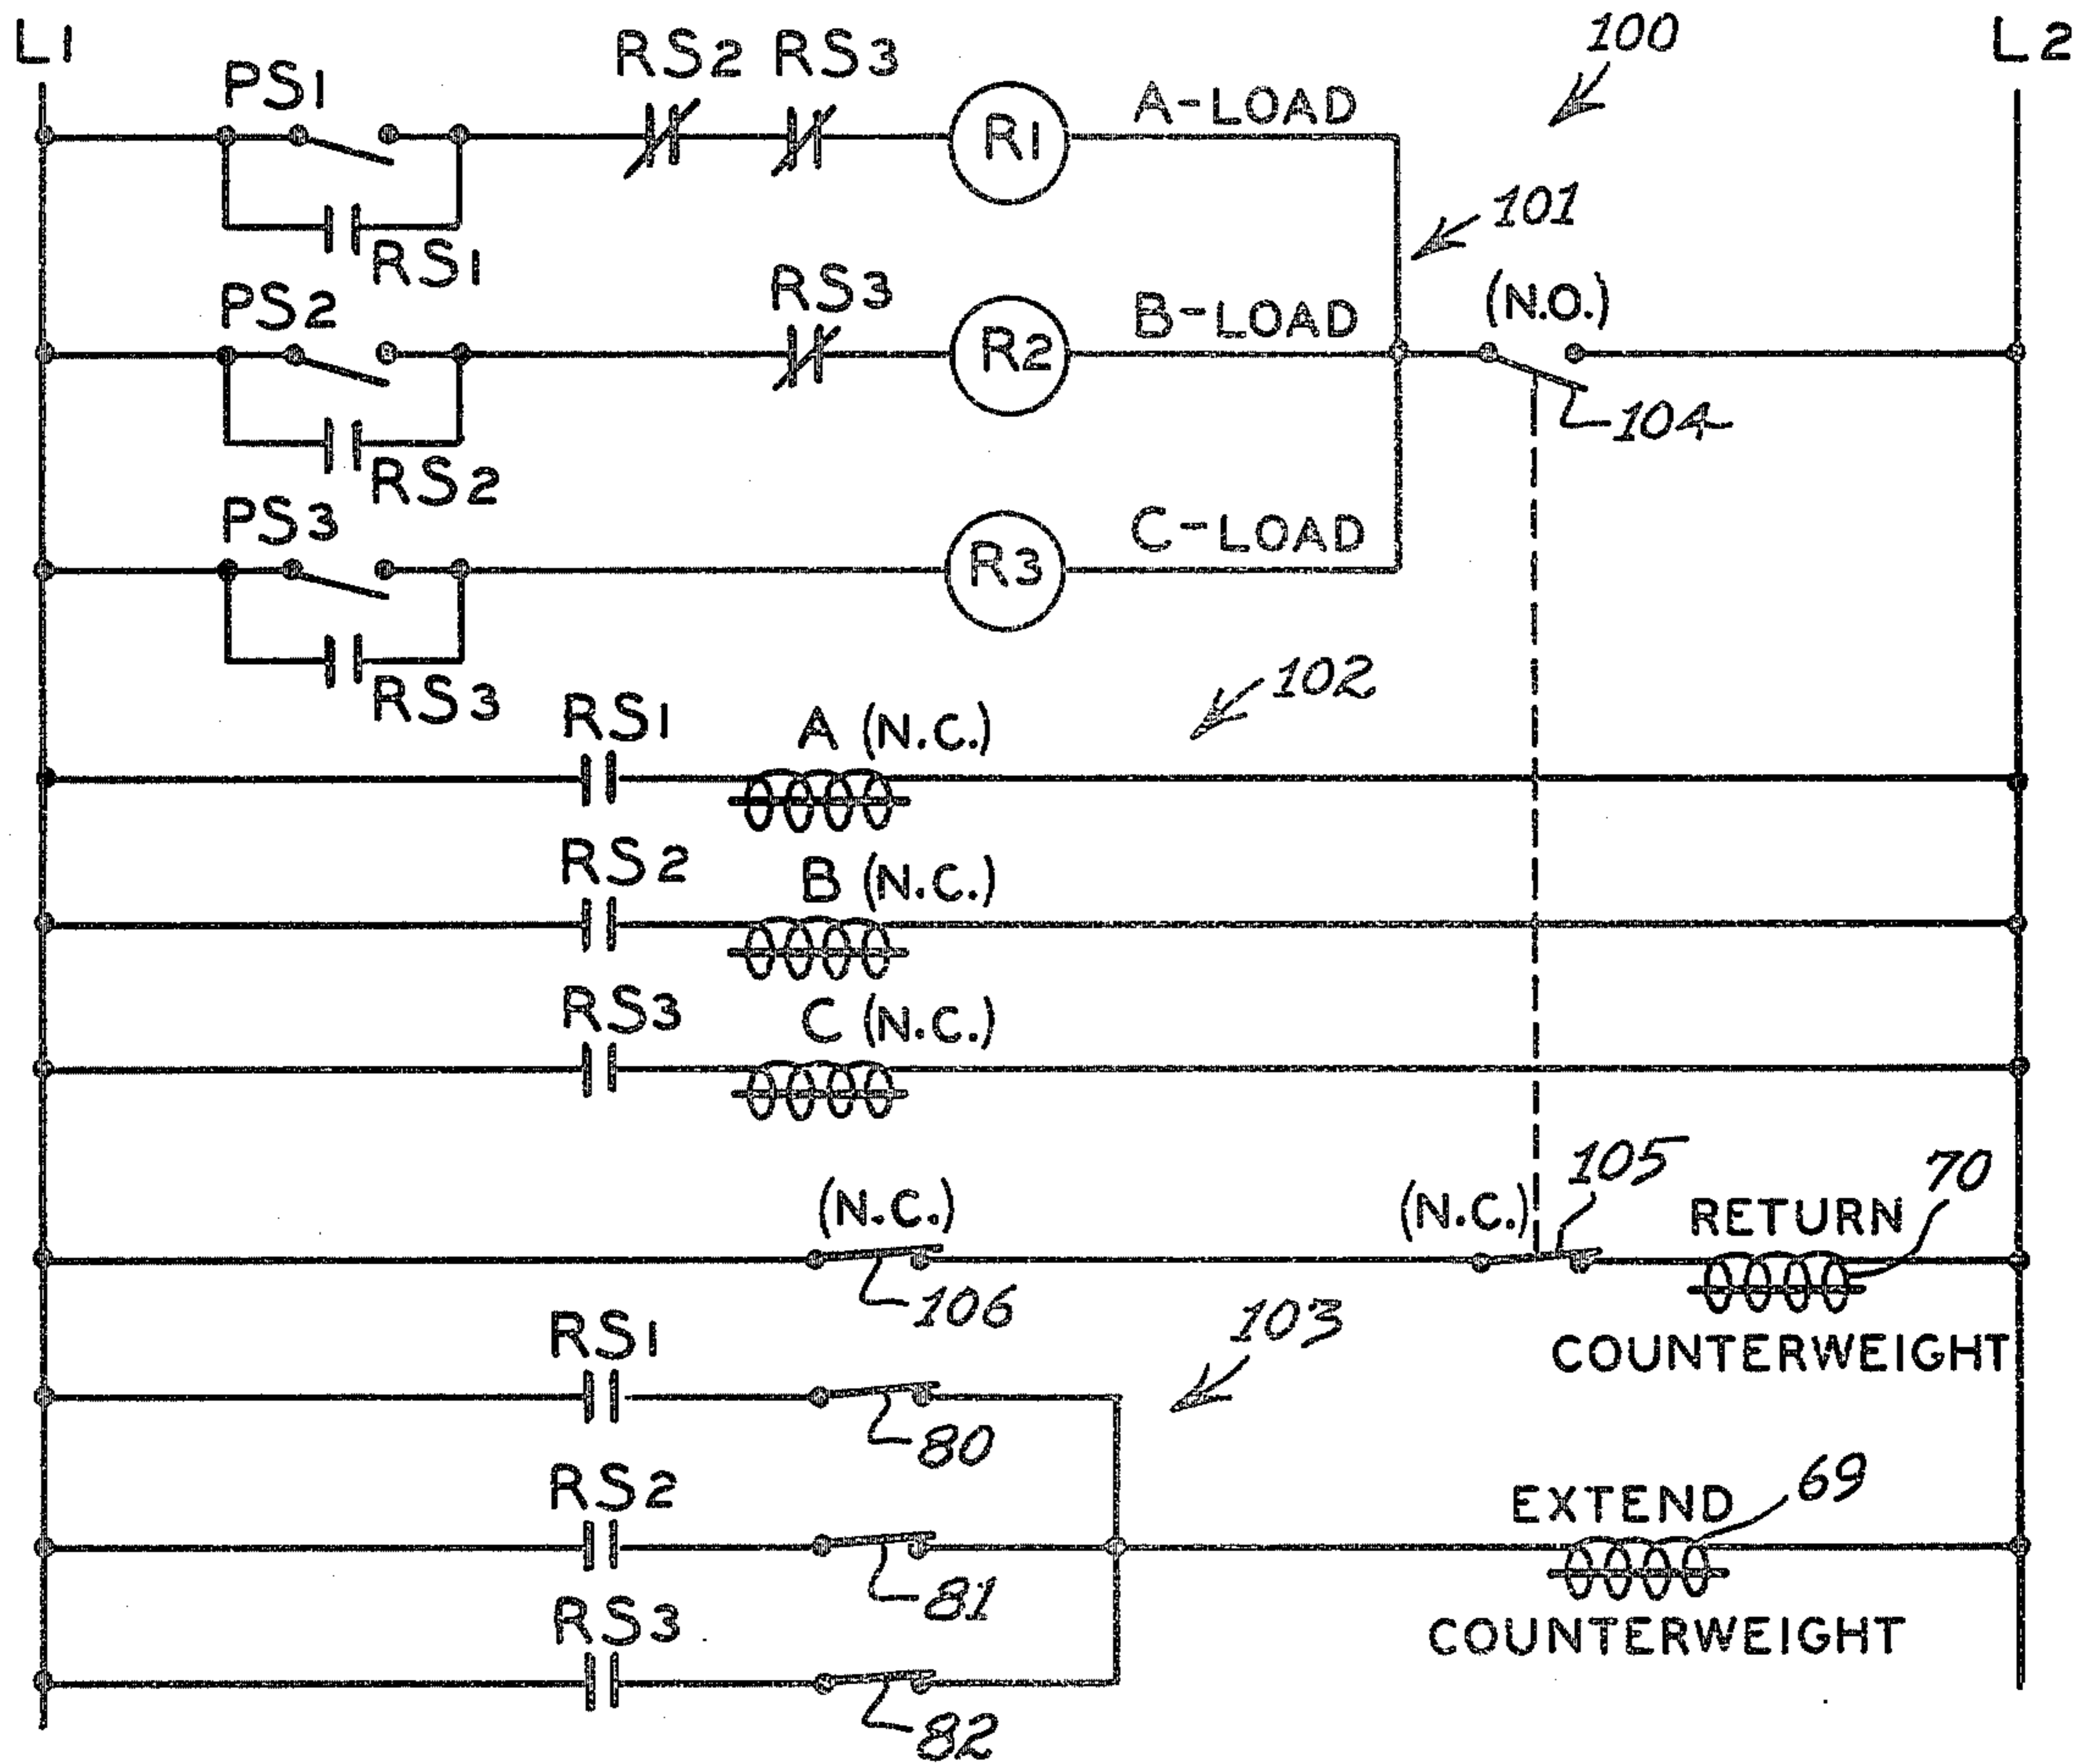 L1
L2
100
PS1
RS2
RS3
R1
A-LOAD
RS1
101
PS2
RS3
R2
B-LOAD
(N.O.)
104
RS2
PS3
R3
C-LOAD
RS3
102
RS1
A (N.C.)
RS2
B (N.C.)
RS3
C (N.C.)
(N.C.)
106
(N.C.)
105
RETURN
70
COUNTERWEIGHT
103
RS1
80
RS2
81
EXTEND
69
COUNTERWEIGHT
RS3
82